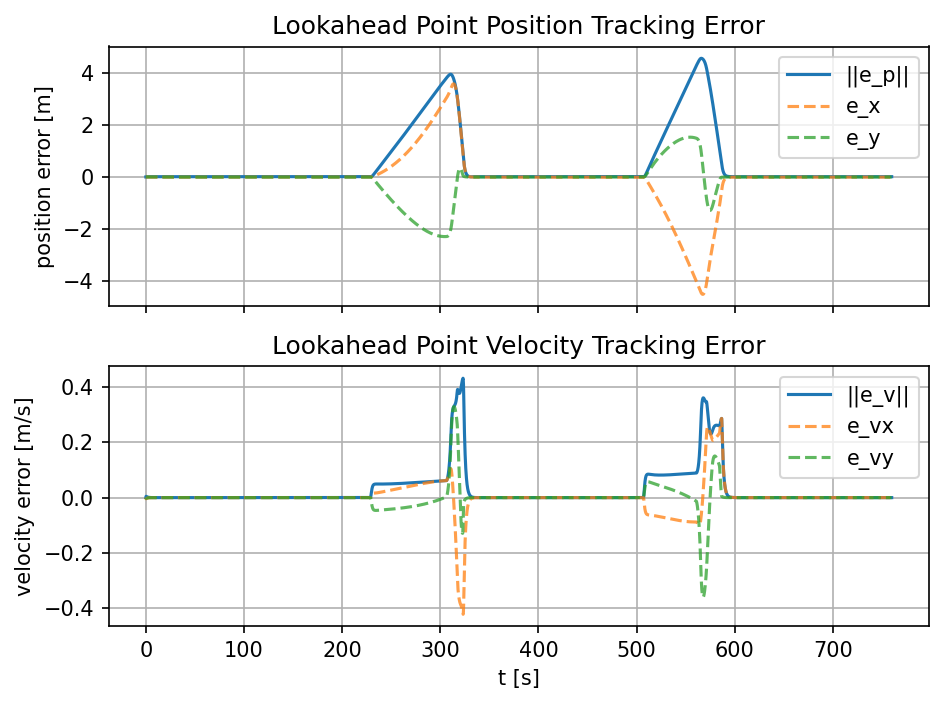 Lookahead Point Position Tracking Error
position error [m]
4
2
0
−2
−4
||e_p||
e_x
e_y
Lookahead Point Velocity Tracking Error
velocity error [m/s]
0.4
0.2
0.0
−0.2
−0.4
||e_v||
e_vx
e_vy
0 100 200 300 400 500 600 700
t [s]